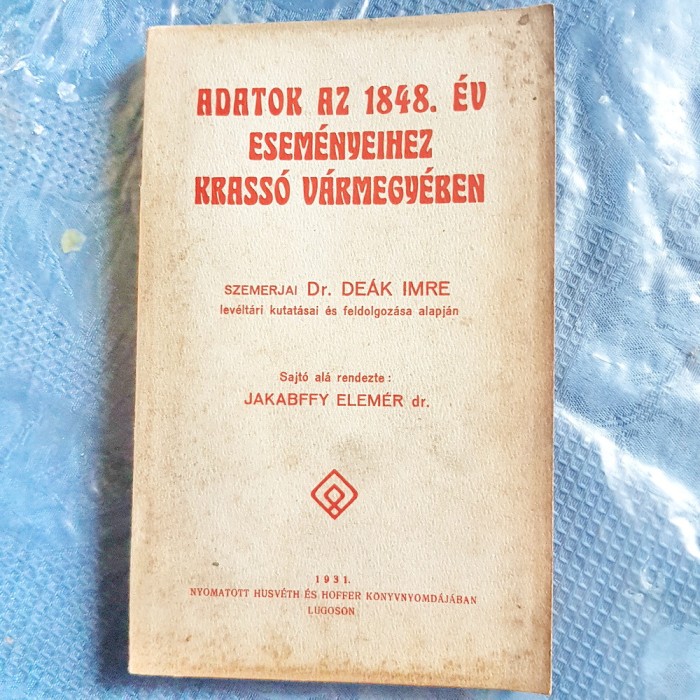 ADATOK AZ 1848. ÉV
ESEMÉNYEIHEZ
KRASSÓ VÁRMEGYÉBEN
SZEMERJAI Dr. DEÁK IMRE
levéltári kutatásai és feldolgozása alapján
Sajtó alá rendezte:
JAKABFFY ELEMÉR dr.
1931.
NYOMATOTT HUSVÉTH ÉS HOFFER KÖNYVNYOMDÁJÁBAN
LUGOSON